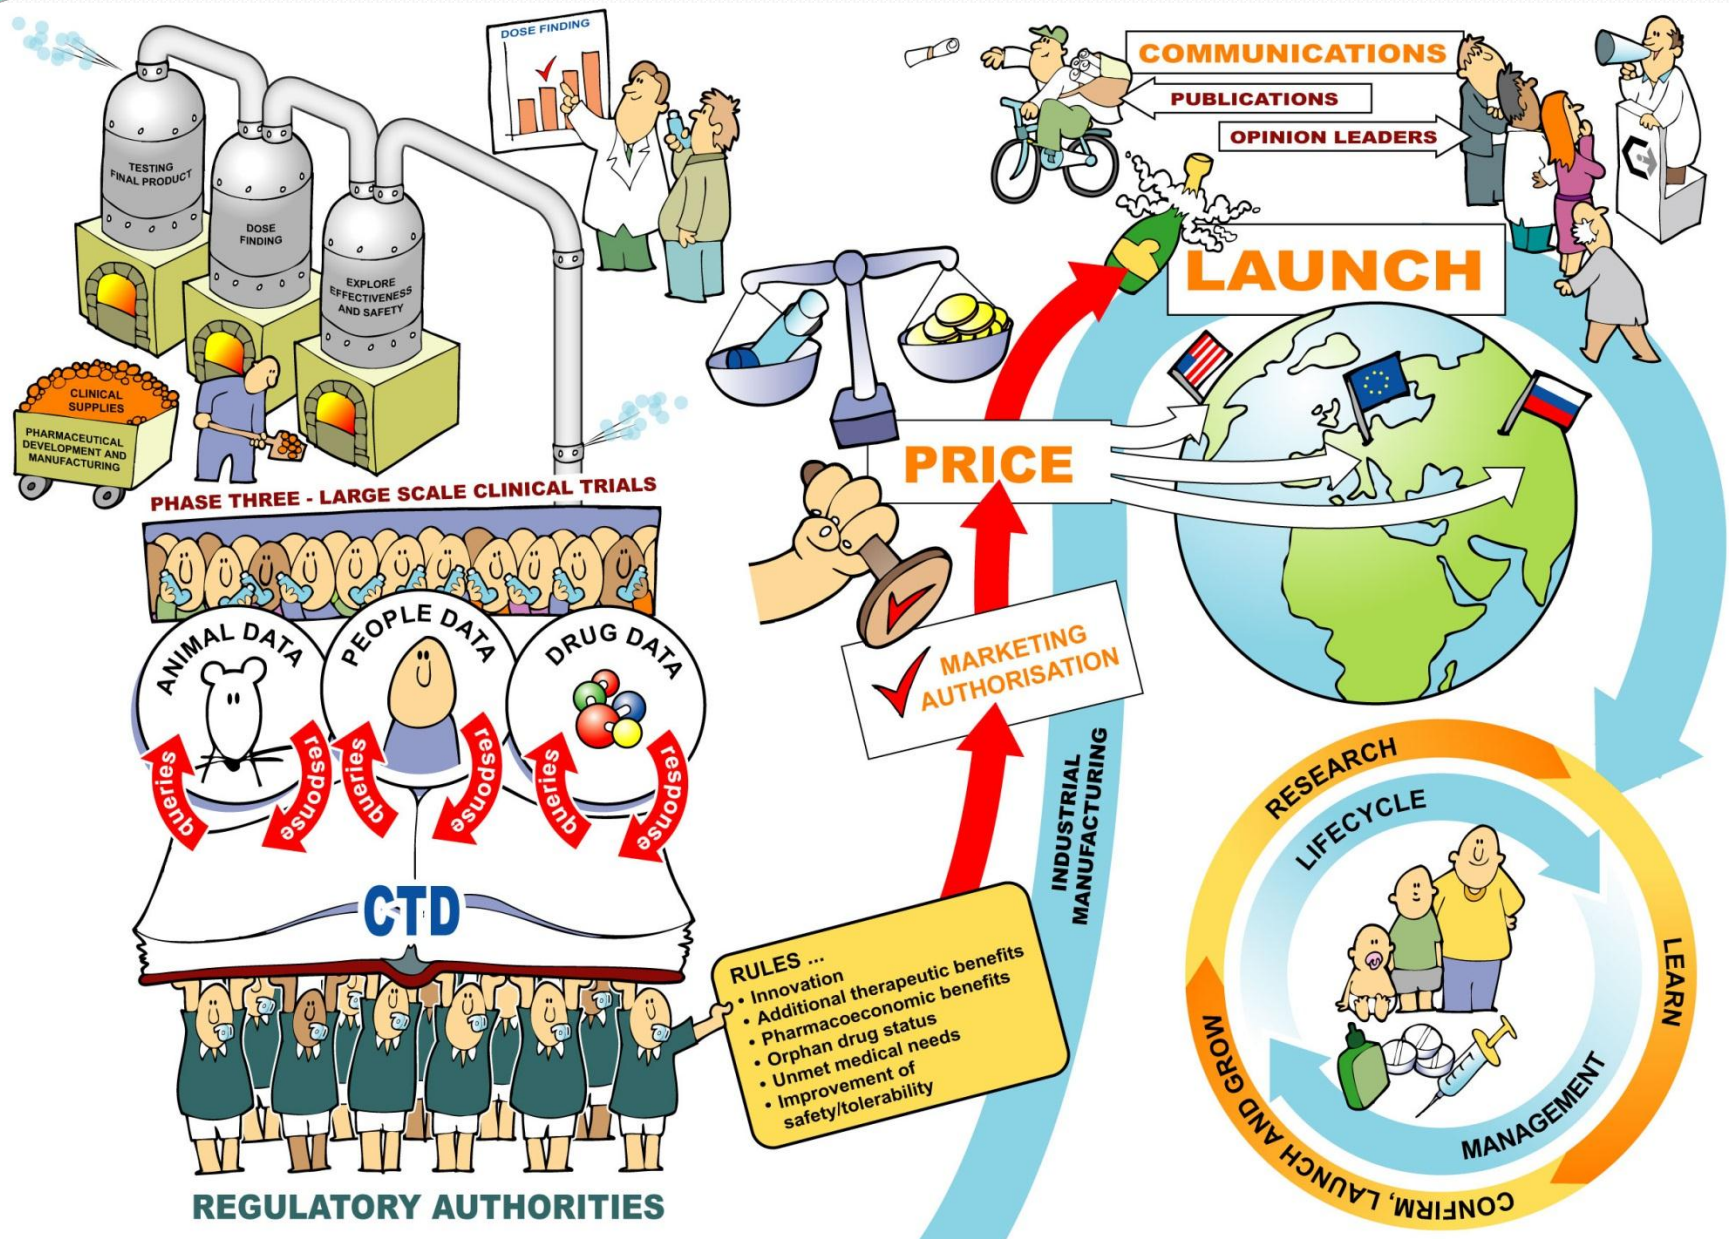 DOSE FINDING
TESTING
FINAL PRODUCT
DOSE
FINDING
EXPLORE
EFFECTIVENESS
AND SAFETY
CLINICAL
SUPPLIES
PHARMACEUTICAL
DEVELOPMENT AND
MANUFACTURING
PHASE THREE - LARGE SCALE CLINICAL TRIALS
ANIMAL DATA
PEOPLE DATA
DRUG DATA
queries
response
queries
response
queries
response
CTD
REGULATORY AUTHORITIES
RULES ...
• Innovation
• Additional therapeutic benefits
• Pharmacoeconomic benefits
• Orphan drug status
• Unmet medical needs
• Improvement of
safety/tolerability
MARKETING
AUTHORISATION
PRICE
INDUSTRIAL
MANUFACTURING
COMMUNICATIONS
PUBLICATIONS
OPINION LEADERS
LAUNCH
RESEARCH
LEARN
CONFIRM, LAUNCH AND GROW
LIFECYCLE
MANAGEMENT